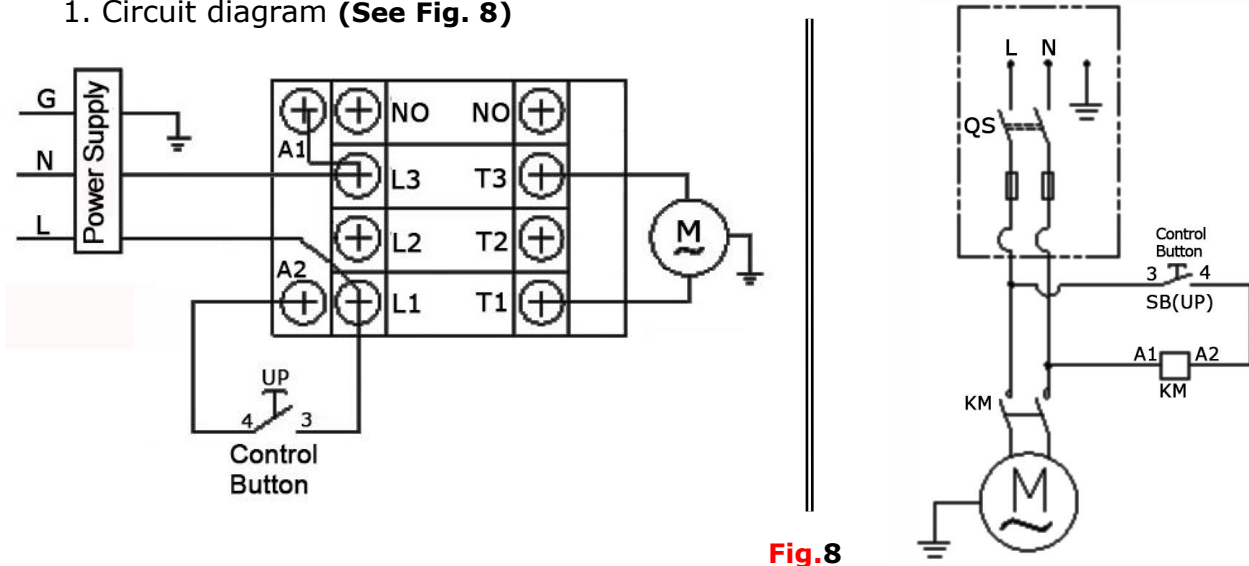 1. Circuit diagram (See Fig. 8)
G
N
L
Power Supply
A1
NO
NO
L3
T3
L2
T2
A2
L1
T1
M
UP
4
3
Control
Button
Fig.8
L
N
QS
Control
Button
3
4
SB(UP)
A1
A2
KM
KM
M